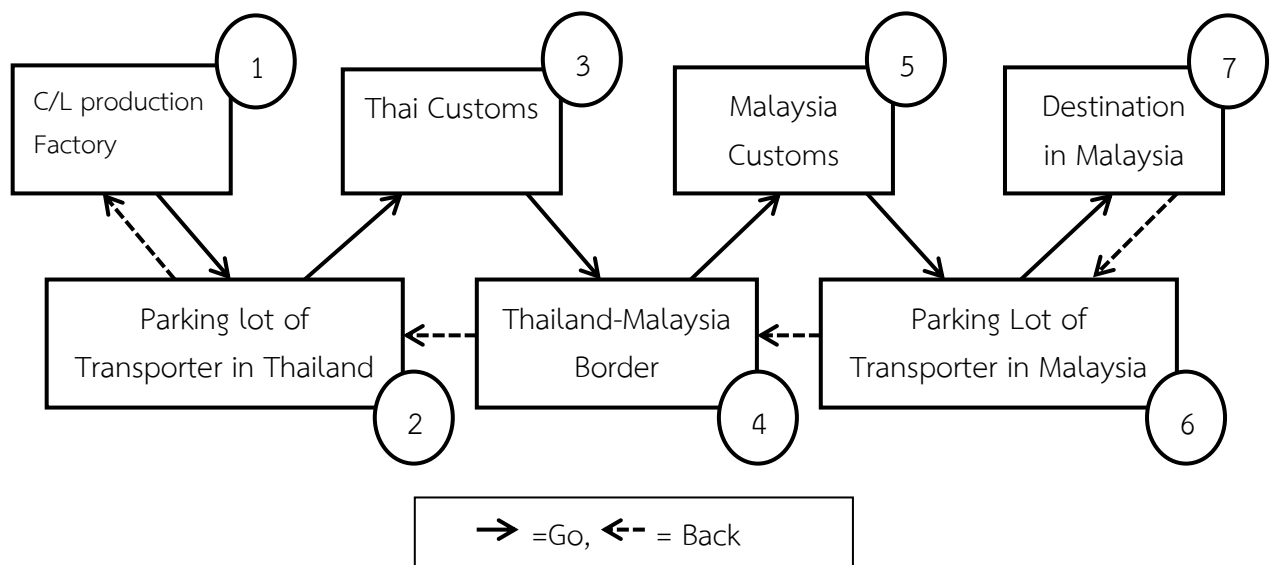 1
C/L production
Factory
3
Thai Customs
5
Malaysia
Customs
7
Destination
in Malaysia
Parking lot of
Transporter in Thailand
2
Thailand-Malaysia
Border
4
Parking Lot of
Transporter in Malaysia
6
=Go, = Back